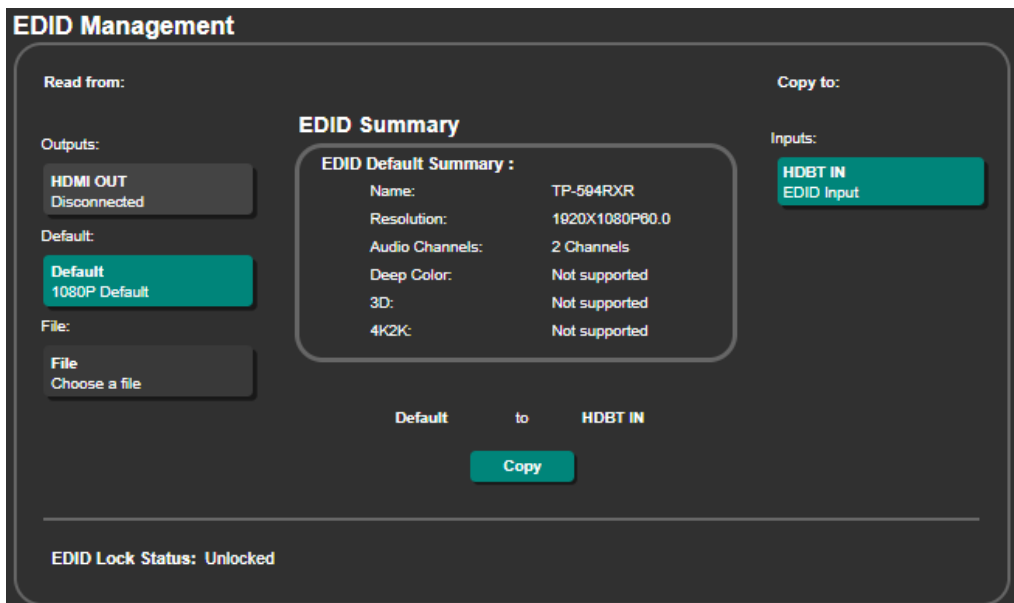 EDID Management
Read from:
Copy to:
Outputs:
HDMI OUT
Disconnected
Default:
Default
1080P Default
File:
File
Choose a file
EDID Summary
EDID Default Summary :
Name: TP-594RXR
Resolution: 1920X1080P60.0
Audio Channels: 2 Channels
Deep Color: Not supported
3D: Not supported
4K2K: Not supported
Inputs:
HDBT IN
EDID Input
Default to HDBT IN
Copy
EDID Lock Status: Unlocked